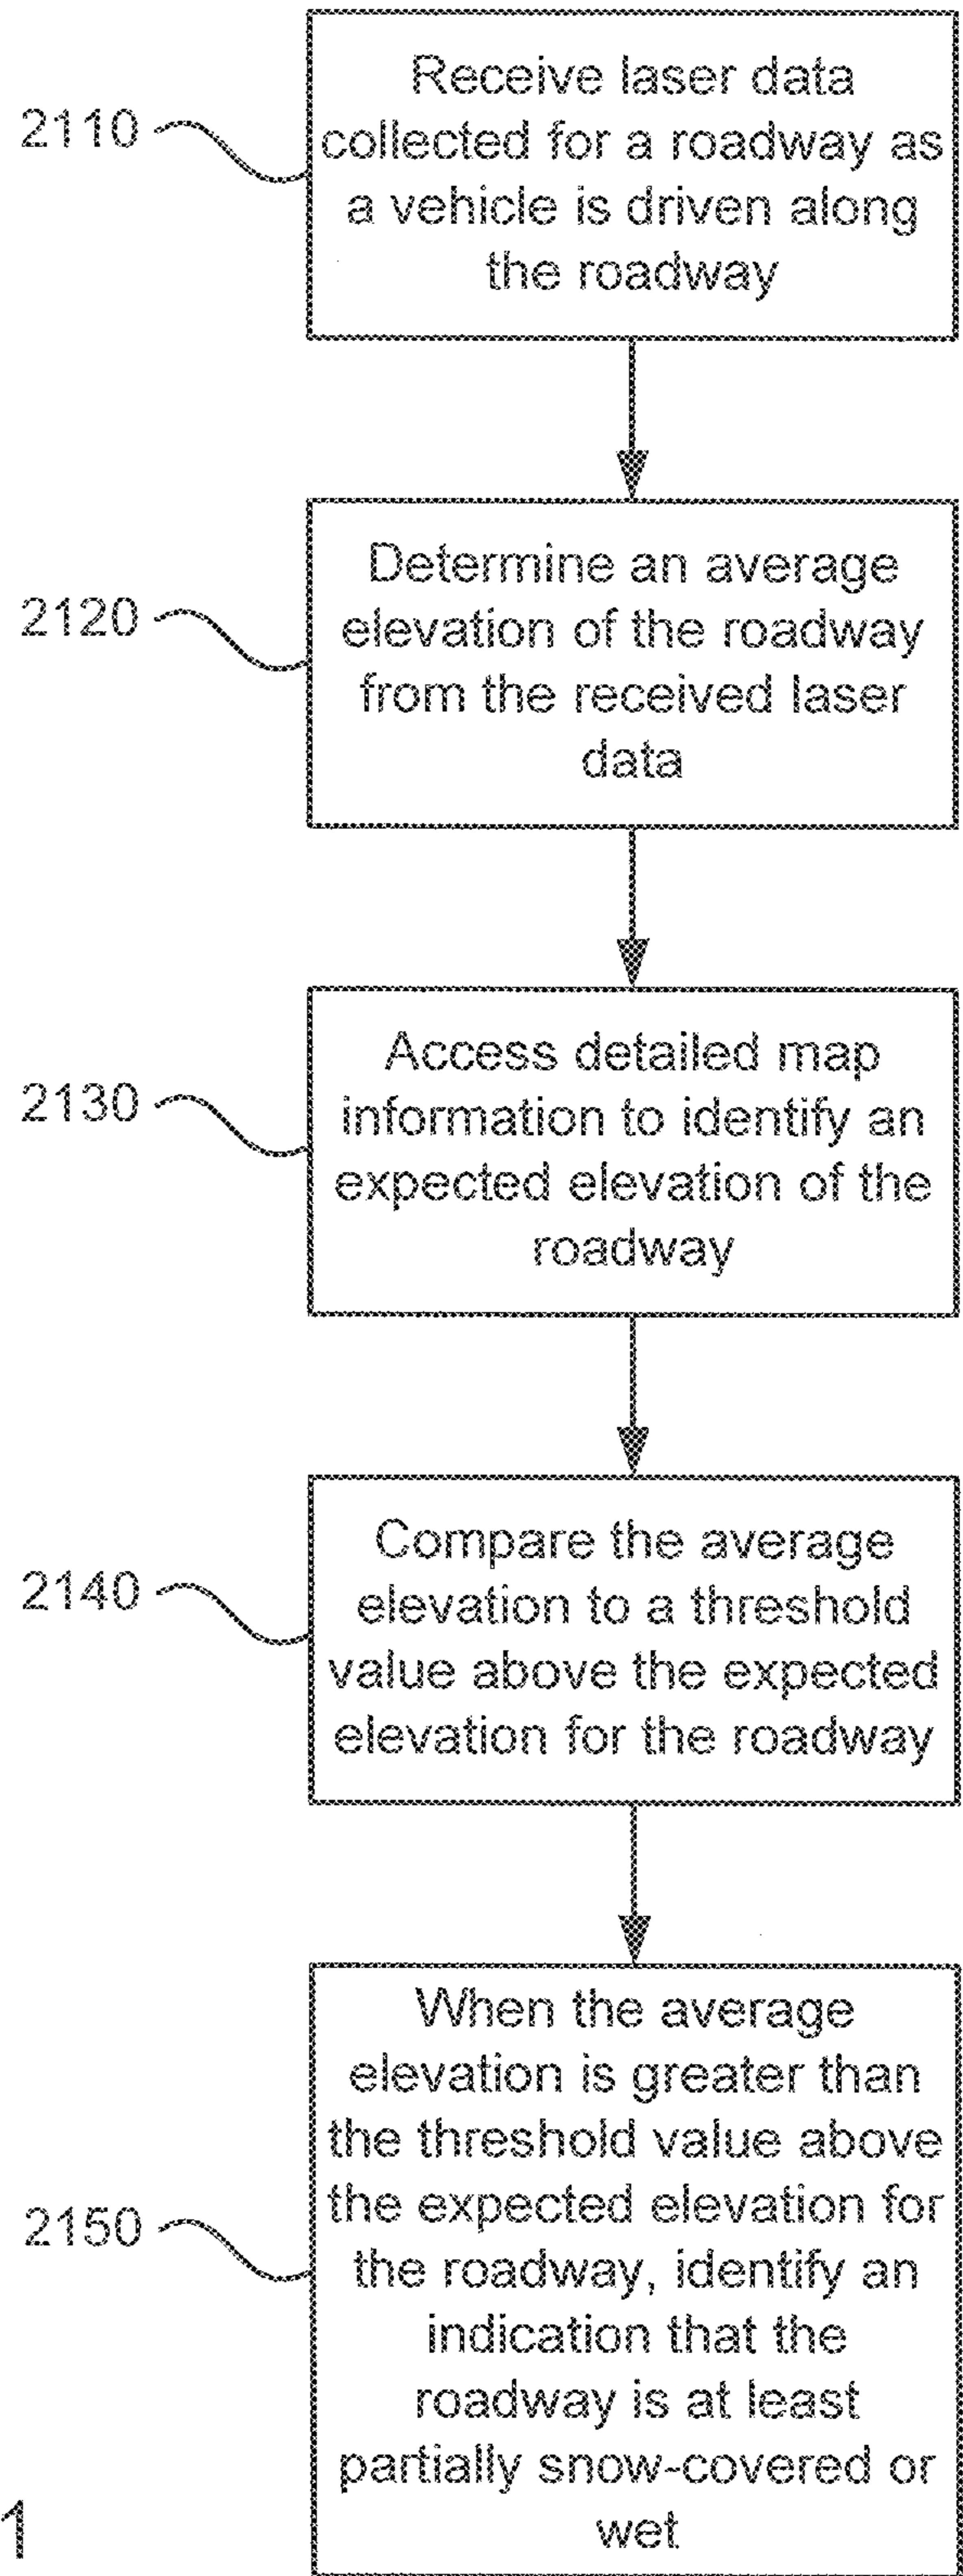 2110
Receive laser data
collected for a roadway as
a vehicle is driven along
the roadway
2120
Determine an average
elevation of the roadway
from the received laser
data
2130
Access detailed map
information to identify an
expected elevation of the
roadway
2140
Compare the average
elevation to a threshold
value above the expected
elevation for the roadway
2150
When the average
elevation is greater than
the threshold value above
the expected elevation for
the roadway, identify an
indication that the
roadway is at least
partially snow-covered or
wet
1